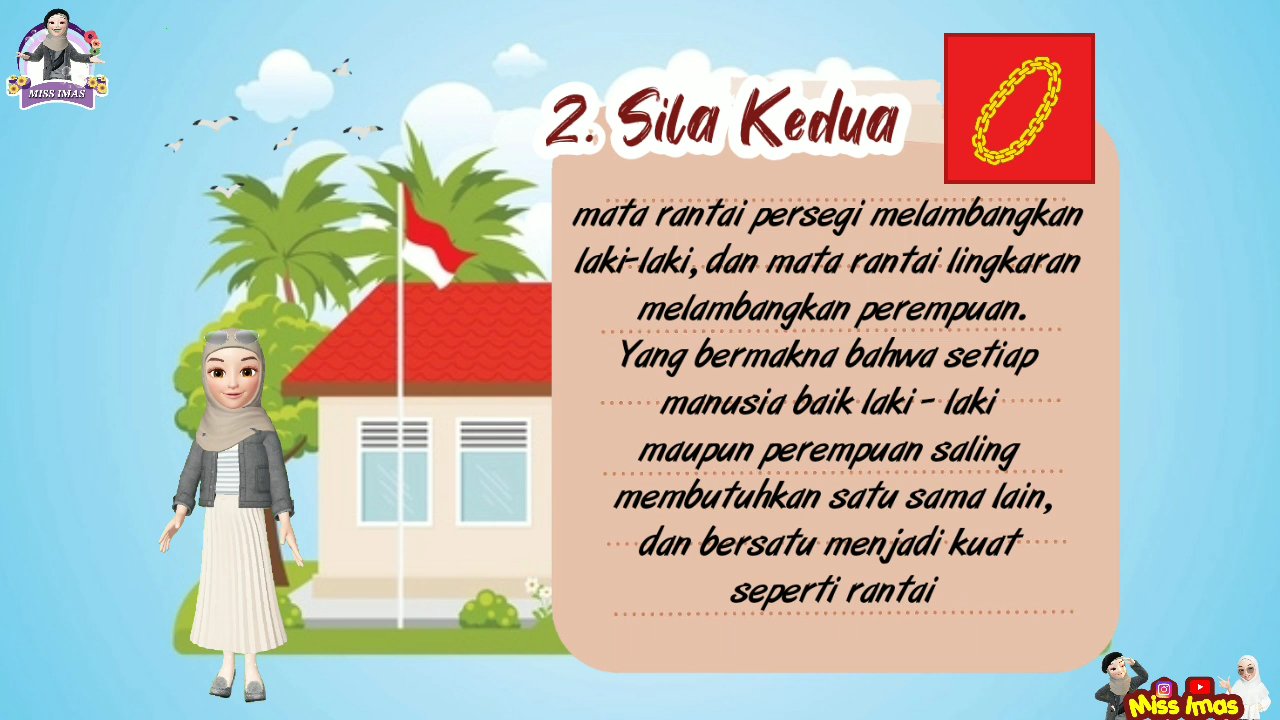 MISS IMAS
2. Sila Kedua
mata rantai persegi melambangkan
laki-laki, dan mata rantai lingkaran
melambangkan perempuan.
Yang bermakna bahwa setiap
manusia baik laki - laki
maupun perempuan saling
membutuhkan satu sama lain,
dan bersatu menjadi kuat
seperti rantai
Miss Imas